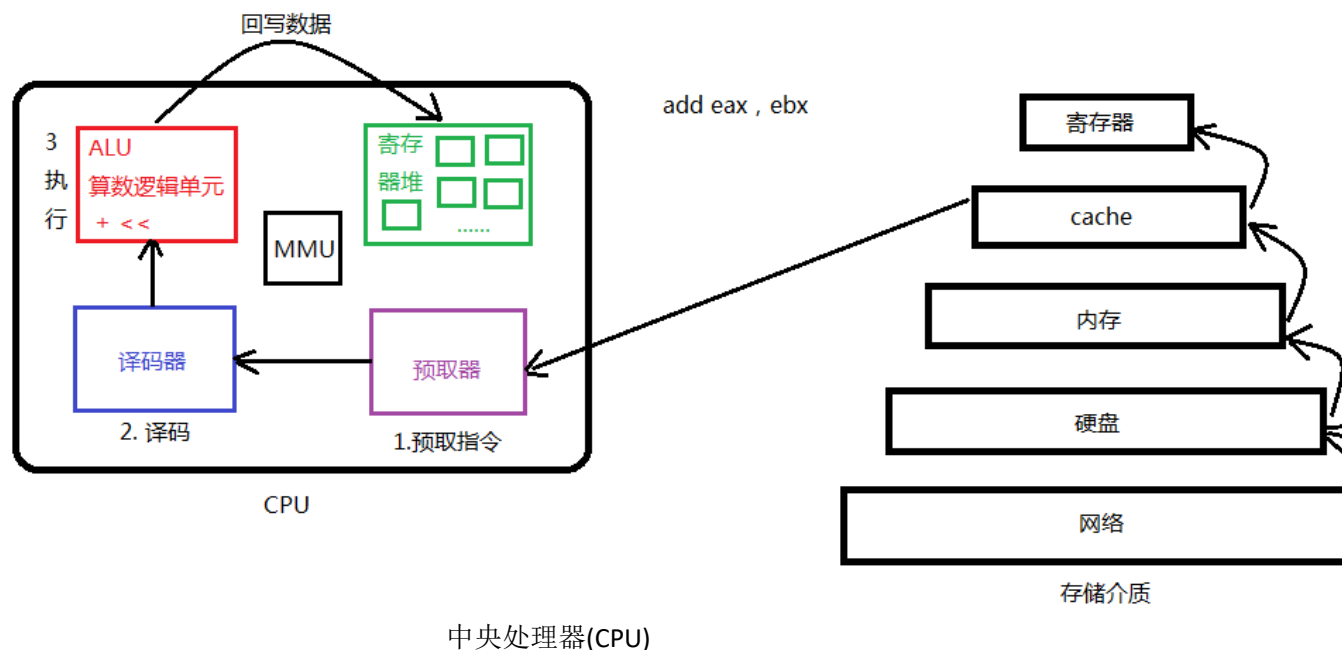 回写数据
3
执
行
ALU
算数逻辑单元
+ <<
寄存
器堆
......
MMU
译码器
预取器
2. 译码
1.预取指令
CPU
add eax , ebx
寄存器
cache
内存
硬盘
网络
存储介质
中央处理器(CPU)